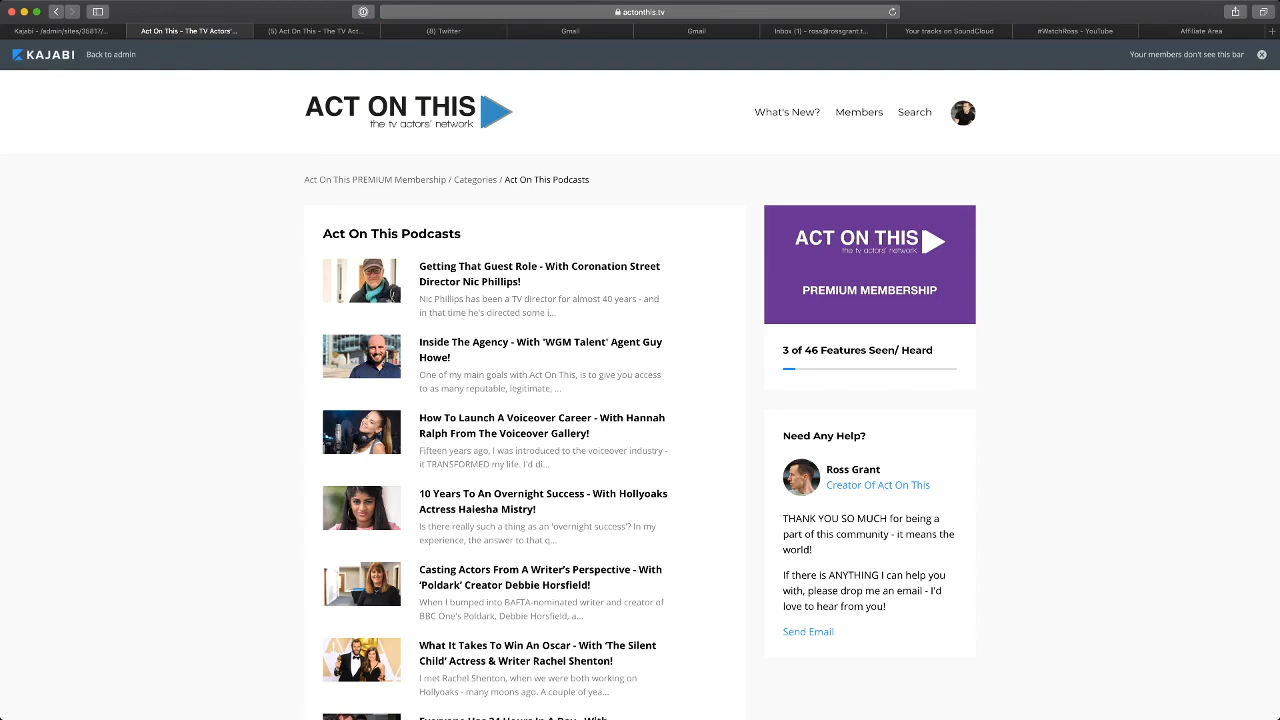 actonthis.tv
Kajabi - /admin/sites/35817/...
Act On This - The TV Actors'...
(5) Act On This - The TV Act...
(8) Twitter
Gmail
Gmail
Inbox (1) - ross@rossgrant.t...
Your tracks on SoundCloud
#WatchRoss - YouTube
Affiliate Area
KAJABI
Back to admin
Your members don't see this bar
ACT ON THIS
the tv actors' network
What's New?
Members
Search
Act On This PREMIUM Membership / Categories / Act On This Podcasts
Act On This Podcasts
Getting That Guest Role - With Coronation Street
Director Nic Phillips!
Nic Phillips has been a TV director for almost 40 years - and
in that time he's directed some i...
Inside The Agency - With 'WGM Talent' Agent Guy
Howe!
One of my main goals with Act On This, is to give you access
to as many reputable, legitimate, ...
How To Launch A Voiceover Career - With Hannah
Ralph From The Voiceover Gallery!
Fifteen years ago, I was introduced to the voiceover industry -
it TRANSFORMED my life. I'd di...
10 Years To An Overnight Success - With Hollyoaks
Actress Haiesha Mistry!
Is there really such a thing as an 'overnight success'? In my
experience, the answer to that q...
Casting Actors From A Writer’s Perspective - With
‘Poldark’ Creator Debbie Horsfield!
When I bumped into BAFTA-nominated writer and creator of
BBC One's Poldark, Debbie Horsfield, a...
What It Takes To Win An Oscar - With ‘The Silent
Child’ Actress & Writer Rachel Shenton!
I met Rachel Shenton, when we were both working on
Hollyoaks - many moons ago. A couple of yea...
Everyone Has 24 Hours In A Day - With
ACT ON THIS
the tv actors' network
PREMIUM MEMBERSHIP
3 of 46 Features Seen/ Heard
Need Any Help?
Ross Grant
Creator Of Act On This
THANK YOU SO MUCH for being a
part of this community - it means the
world!
If there is ANYTHING I can help you
with, please drop me an email - I'd
love to hear from you!
Send Email